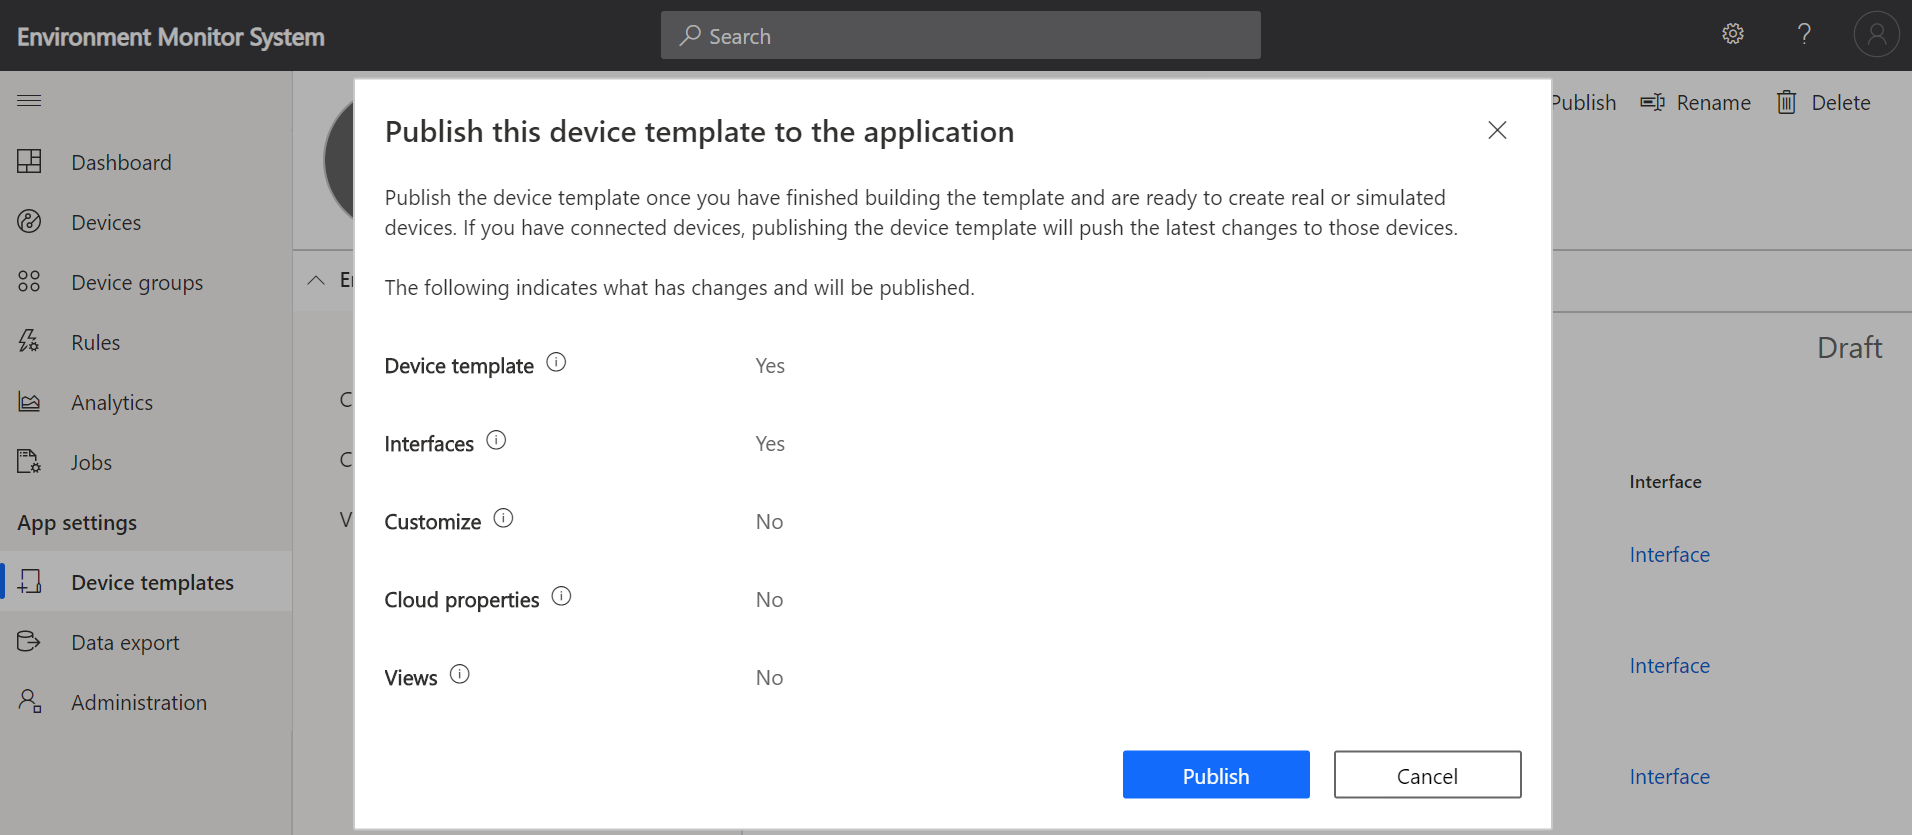 Environment Monitor System
Search
?
Publish
Rename
Delete
Dashboard
Devices
Device groups
Rules
Analytics
Jobs
App settings
Device templates
Data export
Administration
Publish this device template to the application
Publish the device template once you have finished building the template and are ready to create real or simulated
devices. If you have connected devices, publishing the device template will push the latest changes to those devices.
The following indicates what has changes and will be published.
Device template Yes
Interfaces Yes
Customize No
Cloud properties No
Views No
Publish Cancel
Draft
Interface
Interface
Interface
Interface